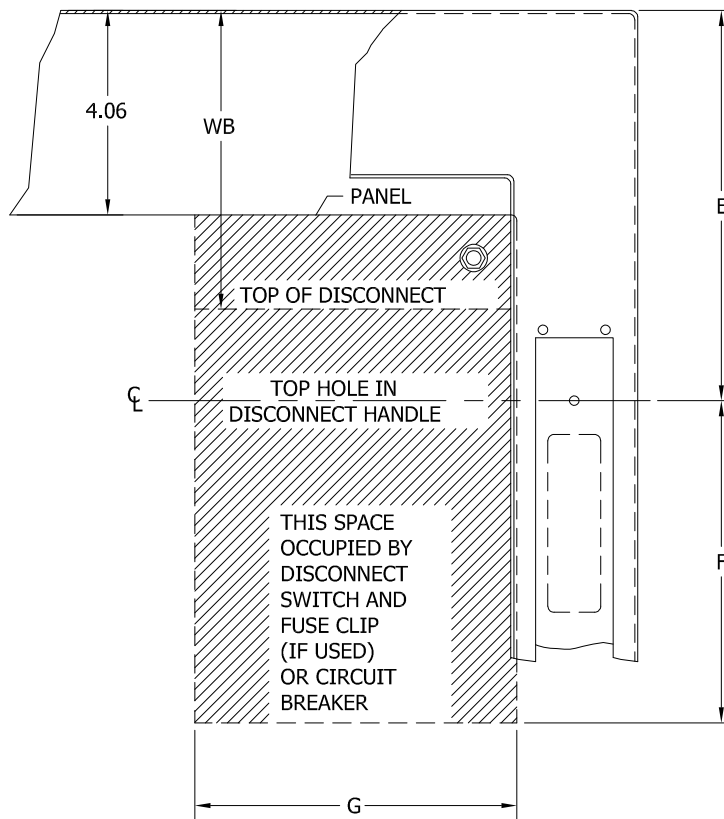 4.06
WB
E
PANEL
TOP OF DISCONNECT
℄
TOP HOLE IN
DISCONNECT HANDLE
THIS SPACE
OCCUPIED BY
DISCONNECT
SWITCH AND
FUSE CLIP
(IF USED)
OR CIRCUIT
BREAKER
F
G